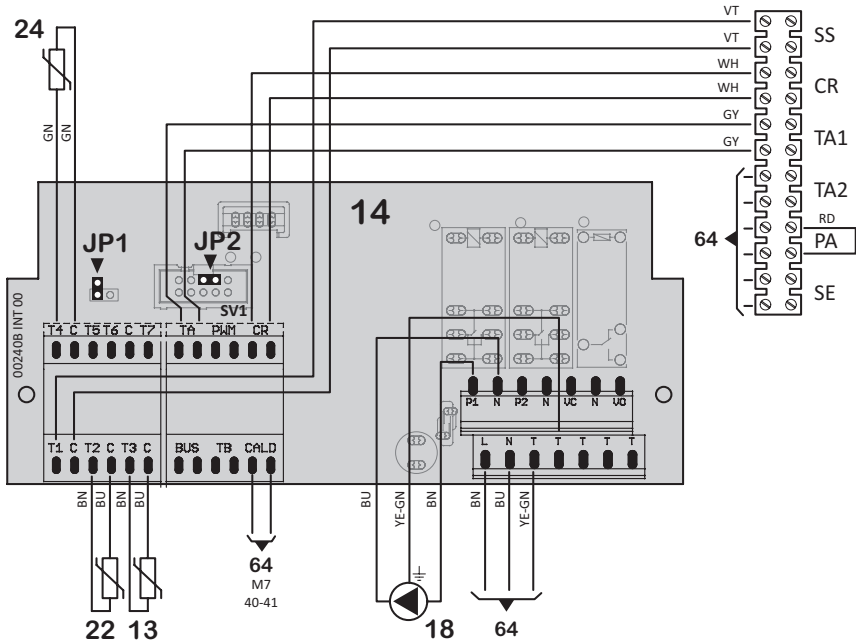 24
VT
SS
VT
WH
CR
WH
GY
TA1
GY
GN
GN
TA2
14
64
RD
PA
JP1
JP2
SE
SV1
00240B INT 00
T4 C T5 T6 C T7
TA PWM CR
P1 N P2 N VC N VO
T1 C T2 C T3 C
BUS TB CALD
L N T T T T T
BN
BU
BN
BU
BU
YE-GN
BN
BN
BU
YE-GN
64
M7
40-41
22
13
18
64